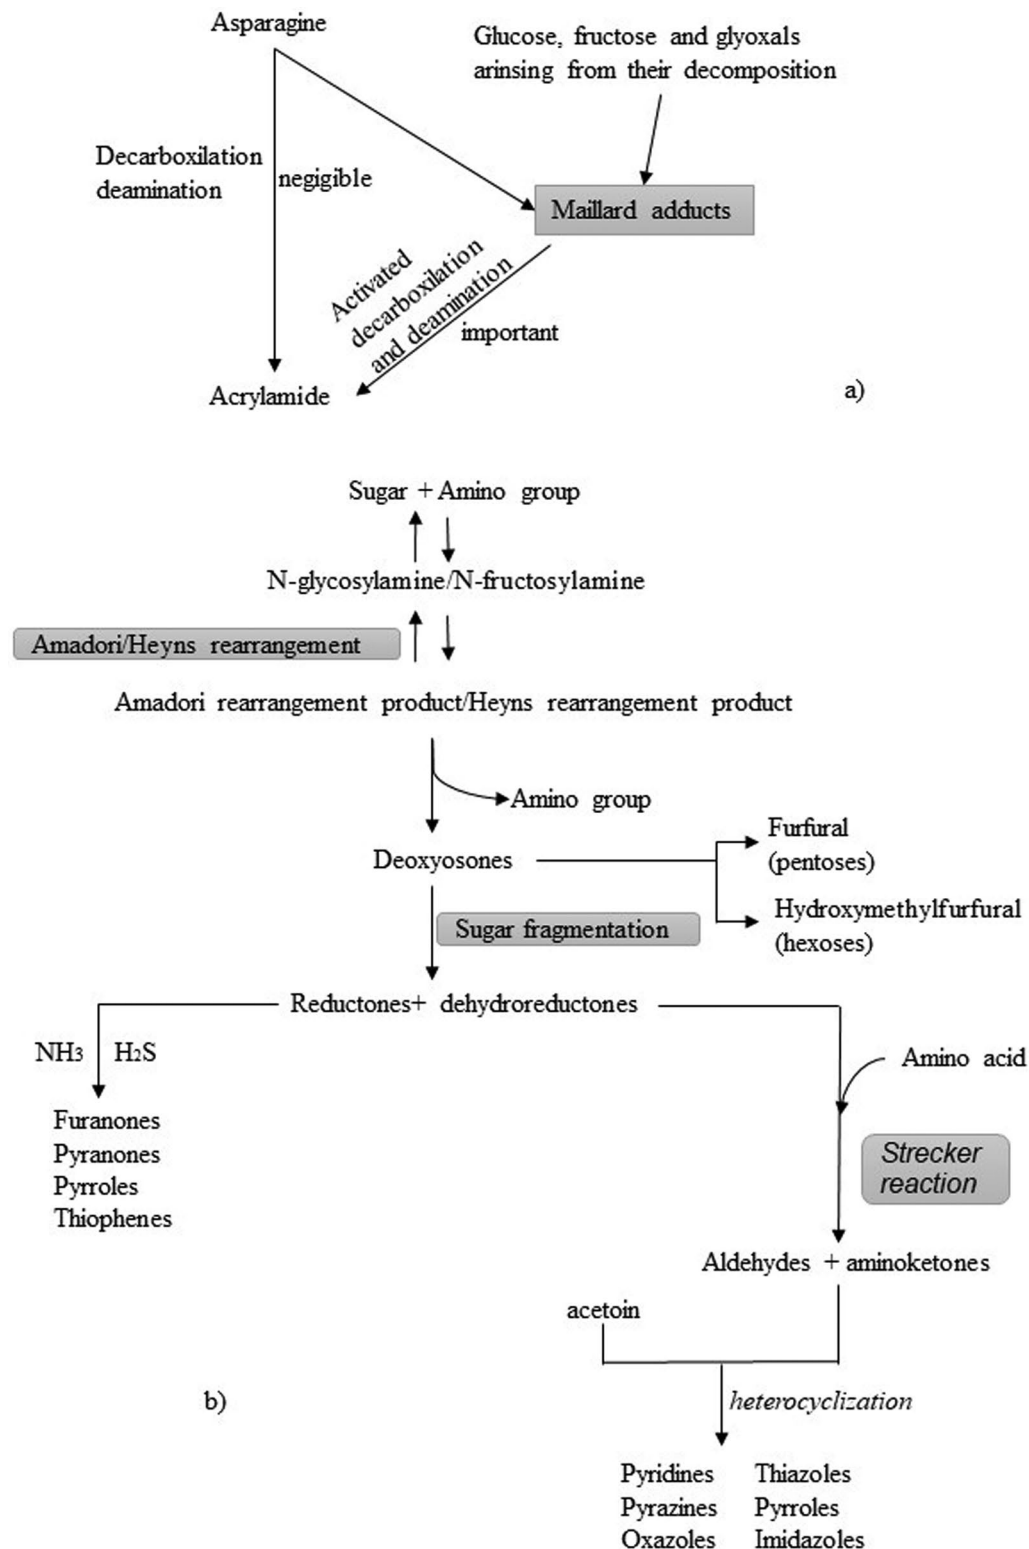 Asparagine
Glucose, fructose and glyoxals
arinsing from their decomposition
Decarboxilation
deamination
negigible
Maillard adducts
Activated
decarboxilation
and deamination
important
Acrylamide
a)
Sugar + Amino group
N-glycosylamine/N-fructosylamine
Amadori/Heyns rearrangement
Amadori rearrangement product/Heyns rearrangement product
Amino group
Deoxyosones
Furfural
(pentoses)
Hydroxymethylfurfural
(hexoses)
Sugar fragmentation
Reductones+ dehydroreductones
NH3
H2S
Amino acid
Furanones
Pyranones
Pyrroles
Thiophenes
Strecker
reaction
Aldehydes + aminoketones
acetoin
b)
heterocyclization
Pyridines Thiazoles
Pyrazines Pyrroles
Oxazoles Imidazoles